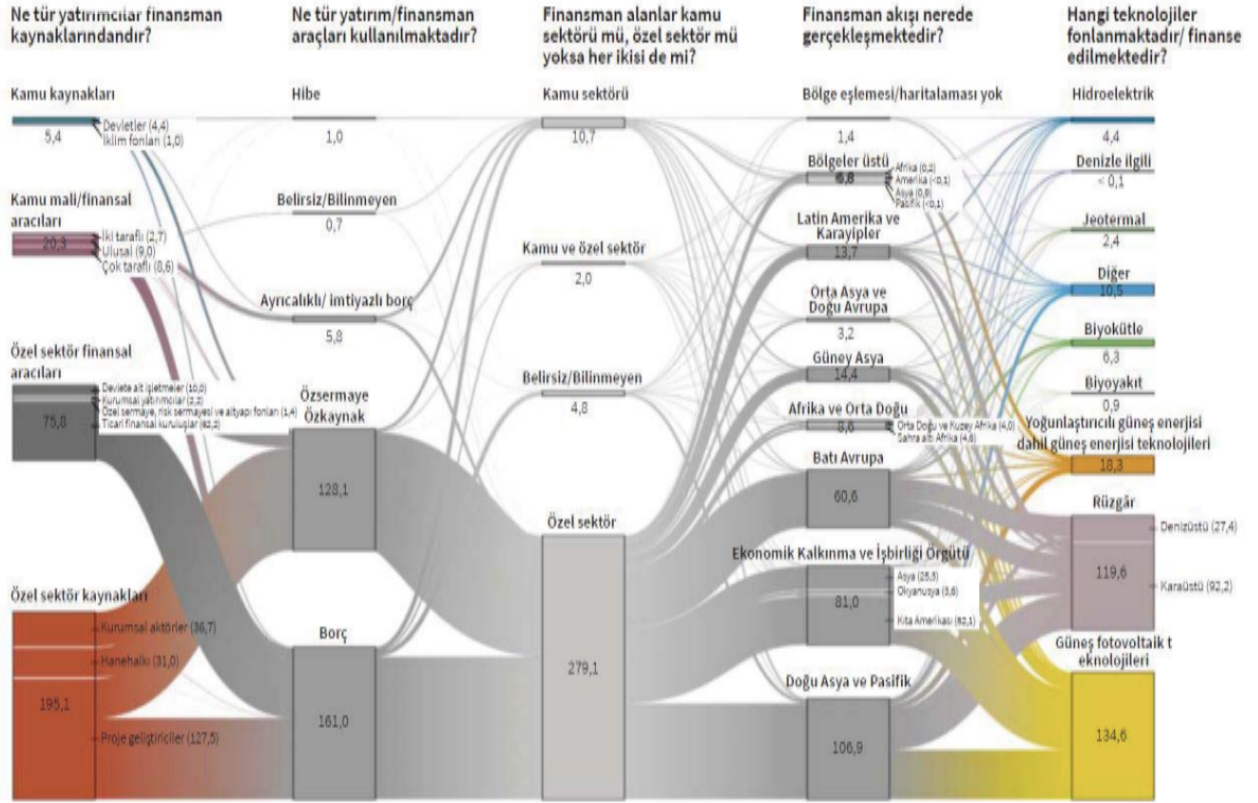 Ne tür yatırımcılar finansman
kaynaklarındandır?
Kamu kaynakları
5,4
Devletler (4,4)
İklim fonları (1,0)
Kamu mali/finansal
aracıları
20,3
İki taraflı (2,7)
Ulusal (9,0)
Çok taraflı (8,6)
Özel sektör finansal
aracıları
75,8
Devlete ait işletmeler (10,0)
Kurumsal yatırımcılar (2,2)
Özel sermaye, risk sermayesi ve altyapı fonları (1,4)
Ticari finansal kuruluşlar (62,2)
Özel sektör kaynakları
195,1
Kurumsal aktörler (36,7)
Hanehalkı (31,0)
Proje geliştiriciler (127,5)
Ne tür yatırım/finansman
araçları kullanılmaktadır?
Hibe
1,0
Belirsiz/Bilinmeyen
0,7
Ayrıcalıklı/ imtiyazlı borç
5,8
Özsermaye
Özkaynak
128,1
Borç
161,0
Finansman alanlar kamu
sektörü mü, özel sektör mü
yoksa her ikisi de mi?
Kamu sektörü
10,7
Kamu ve özel sektör
2,0
Belirsiz/Bilinmeyen
4,8
Özel sektör
279,1
Finansman akışı nerede
gerçekleşmektedir?
Bölge eşlemesi/haritalaması yok
1,4
Bölgeler üstü
Afrika (0,2)
Amerika (<0,1)
Asya (0,9)
Pasifik (<0,1)
Latin Amerika ve
Karayipler
13,7
Orta Asya ve
Doğu Avrupa
3,2
Güney Asya
14,4
Afrika ve Orta Doğu
8,6
Orta Doğu ve Kuzey Afrika (4,0)
Sahra altı Afrika (4,6)
Batı Avrupa
60,6
Ekonomik Kalkınma ve İşbirliği Örgütü
81,0
Asya
Okyanusya
Kıta Amerikası
Doğu Asya ve Pasifik
106,9
Hangi teknolojiler
fonlanmaktadır/ finanse
edilmektedir?
Hidroelektrik
4,4
Denizle ilgili
< 0,1
Jeotermal
2,4
Diğer
10,5
Biyokütle
6,3
Biyoyakıt
0,9
Yoğunlaştırıcılı güneş enerjisi
dahil güneş enerjisi teknolojileri
18,3
Rüzgâr
119,6
Denizüstü (27,4)
Karaüstü (92,2)
Güneş fotovoltaik t
eknolojileri
134,6